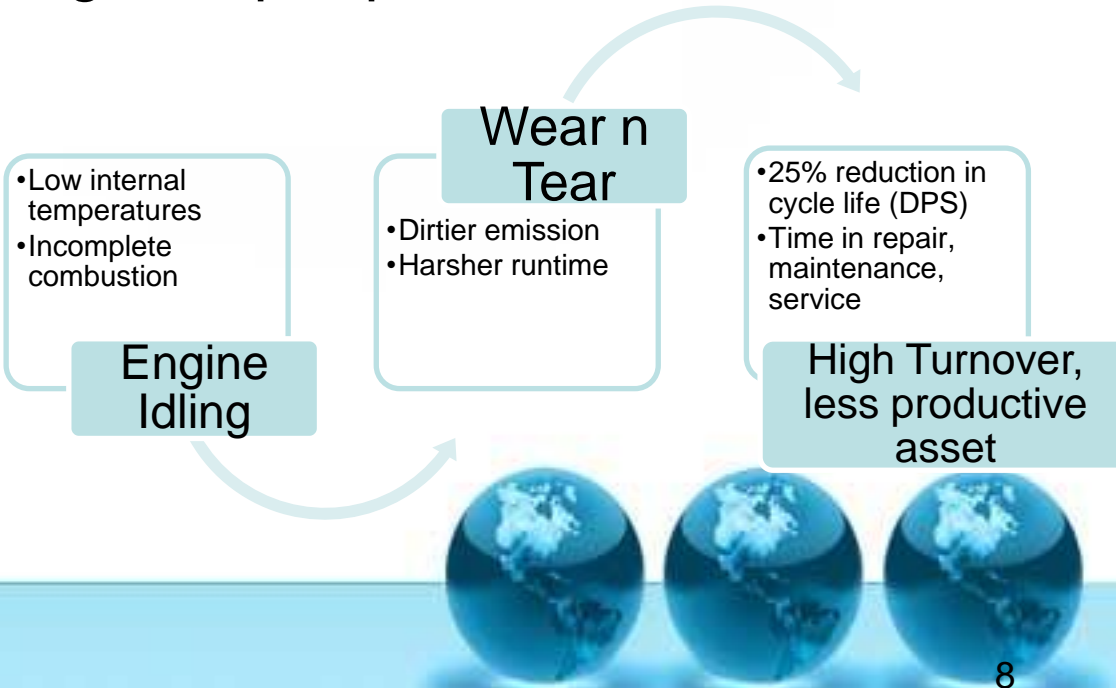 •Low internal
temperatures
•Incomplete
combustion
Engine
Idling
Wear n
Tear
•Dirtier emission
•Harsher runtime
•25% reduction in
cycle life (DPS)
•Time in repair,
maintenance,
service
High Turnover,
less productive
asset
8